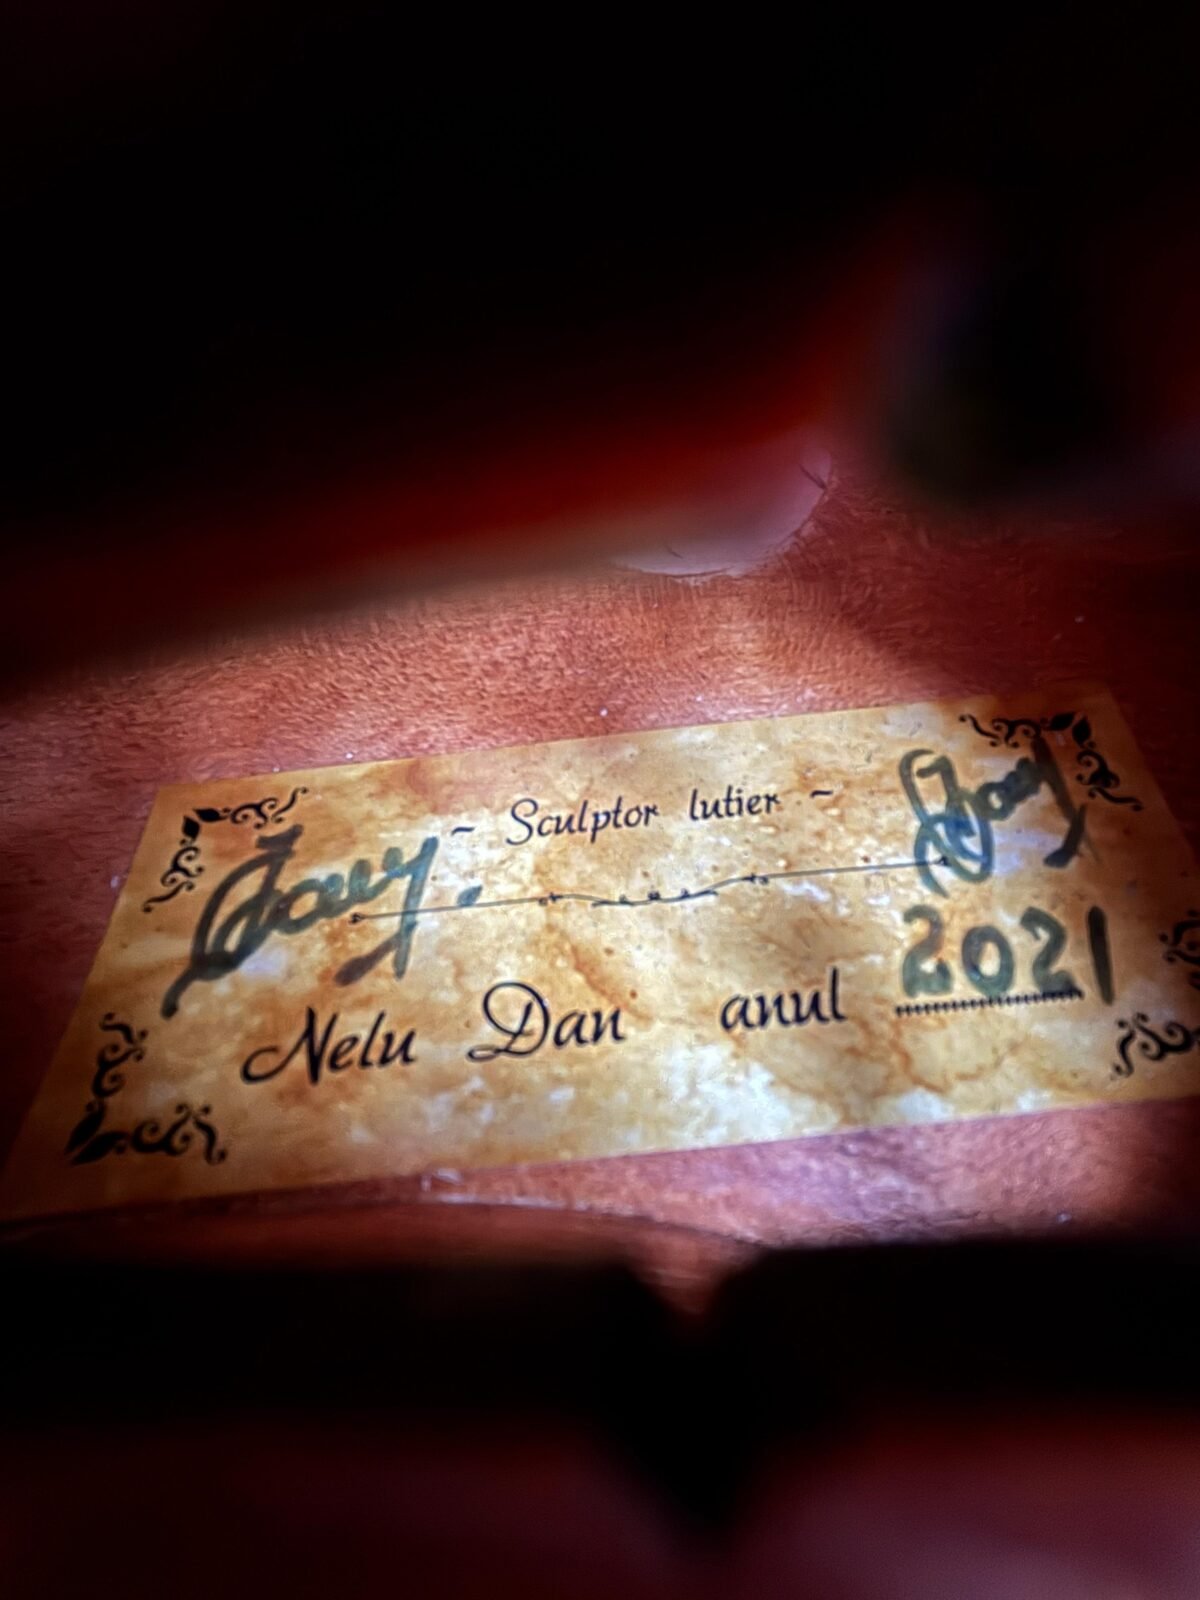 ~ Sculptor lutier ~
Nelu Dan anul 2021